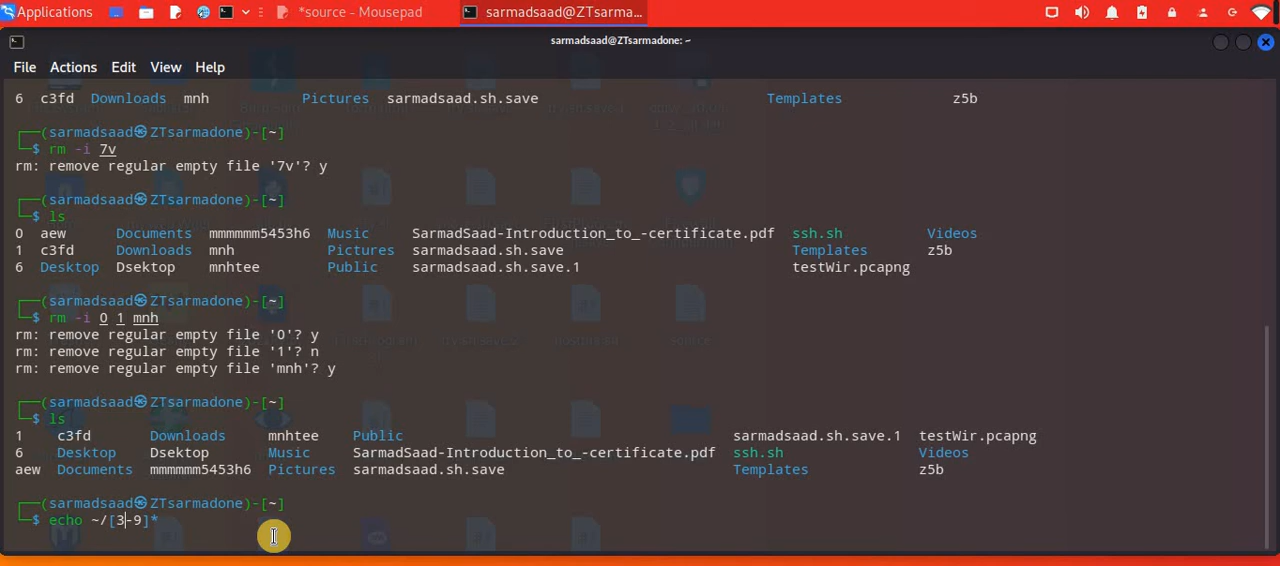 Applications *source - Mousepad sarmadsaad@ZTsarma...
sarmadsaad@ZTsarmadone: ~
File Actions Edit View Help
6 c3fd Downloads mnh Pictures sarmadsaad.sh.save Templates z5b
┌──(sarmadsaad㉿ZTsarmadone)-[~]
└─$ rm -i 7v
rm: remove regular empty file '7v'? y
┌──(sarmadsaad㉿ZTsarmadone)-[~]
└─$ ls
0 aew Documents mmmmmm5453h6 Music SarmadSaad-Introduction_to_-certificate.pdf ssh.sh Videos
1 c3fd Downloads mnh Pictures sarmadsaad.sh.save Templates z5b
6 Desktop Dsektop mnhtee Public sarmadsaad.sh.save.1 testWir.pcapng
┌──(sarmadsaad㉿ZTsarmadone)-[~]
└─$ rm -i 0 1 mnh
rm: remove regular empty file '0'? y
rm: remove regular empty file '1'? n
rm: remove regular empty file 'mnh'? y
┌──(sarmadsaad㉿ZTsarmadone)-[~]
└─$ ls
1 c3fd Downloads mnhtee Public sarmadsaad.sh.save.1 testWir.pcapng
6 Desktop Dsektop Music SarmadSaad-Introduction_to_-certificate.pdf ssh.sh Videos
aew Documents mmmmmm5453h6 Pictures sarmadsaad.sh.save Templates z5b
┌──(sarmadsaad㉿ZTsarmadone)-[~]
└─$ echo ~/[3-9]*